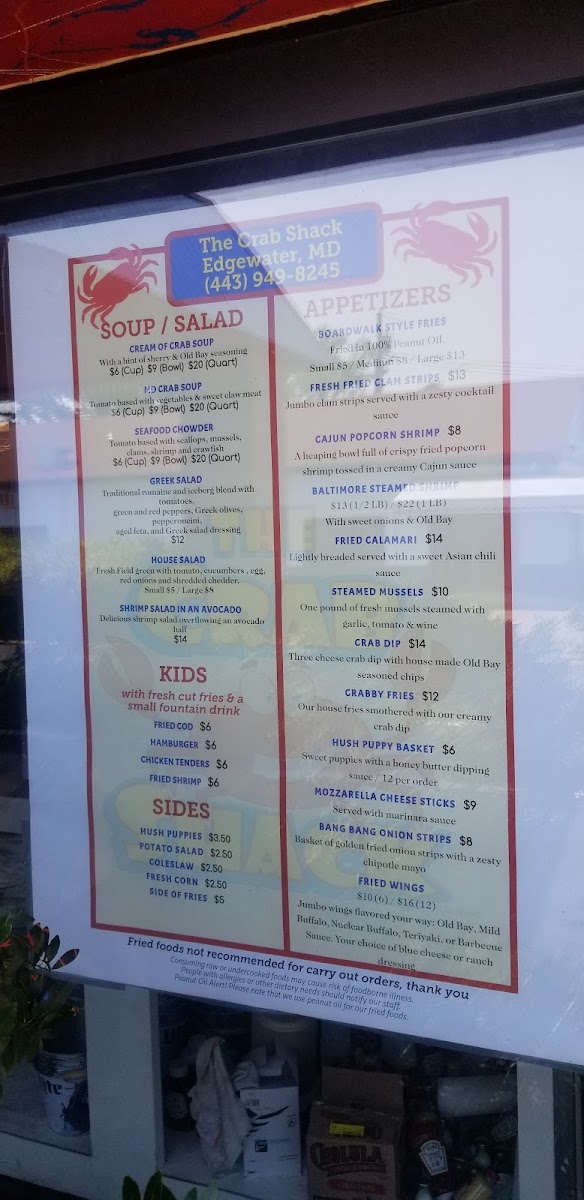 The Crab Shack
Edgewater, MD
(443) 949-8245
SOUP / SALAD
CREAM OF CRAB SOUP
With a hint of sherry & Old Bay seasoning
$6 (Cup) $9 (Bowl) $20 (Quart)
MD CRAB SOUP
Tomato based with vegetables & sweet claw meat
$6 (Cup) $9 (Bowl) $20 (Quart)
SEAFOOD CHOWDER
Tomato based with scallops, mussels,
clams, shrimp and crawfish
$6 (Cup) $9 (Bowl) $20 (Quart)
GREEK SALAD
Traditional romaine and iceberg blend with
tomatoes,
green and red peppers, Greek olives,
pepperoncini,
aged feta, and Greek salad dressing
$12
HOUSE SALAD
Fresh Field green with tomato, cucumbers , egg,
red onions and shredded chedder.
Small $5 / Large $8
SHRIMP SALAD IN AN AVOCADO
Delicious shrimp salad overflowing an avocado
half
$14
KIDS
with fresh cut fries & a
small fountain drink
FRIED COD $6
HAMBURGER $6
CHICKEN TENDERS $6
FRIED SHRIMP $6
SIDES
HUSH PUPPIES $3.50
POTATO SALAD $2.50
COLESLAW $2.50
FRESH CORN $2.50
SIDE OF FRIES $5
APPETIZERS
BOARDWALK STYLE FRIES
Fried in 100% Peanut Oil
Small $5 / Medium $8 / Large $13
FRESH FRIED CLAM STRIPS $13
Jumbo clam strips served with a zesty cocktail
sauce
CAJUN POPCORN SHRIMP $8
A heaping bowl full of crispy fried popcorn
shrimp tossed in a creamy Cajun sauce
BALTIMORE STEAMED SHRIMP
$13 (1/2 LB) / $22 (1 LB)
With sweet onions & Old Bay
FRIED CALAMARI $14
Lightly breaded served with a sweet Asian chili
sauce
STEAMED MUSSELS $10
One pound of fresh mussels steamed with
garlic, tomato & wine
CRAB DIP $14
Three cheese crab dip with house made Old Bay
seasoned chips
CRABBY FRIES $12
Our house fries smothered with our creamy
crab dip
HUSH PUPPY BASKET $6
Sweet puppies with a honey butter dipping
sauce / 12 per order
MOZZARELLA CHEESE STICKS $9
Served with marinara sauce
BANG BANG ONION STRIPS $8
Basket of golden fried onion strips with a zesty
chipotle mayo
FRIED WINGS
$10 (6) / $16 (12)
Jumbo wings flavored your way: Old Bay, Mild
Buffalo, Nuclear Buffalo, Teriyaki, or Barbecue
Sauce. Your choice of blue cheese or ranch
dressing
Fried foods not recommended for carry out orders, thank you
Consuming raw or undercooked foods may cause risk of foodborne illness.
People with allergies or other dietary needs should notify our staff.
Peanut Oil Alert! Please note that we use peanut oil for our fried foods.
CHOLULA